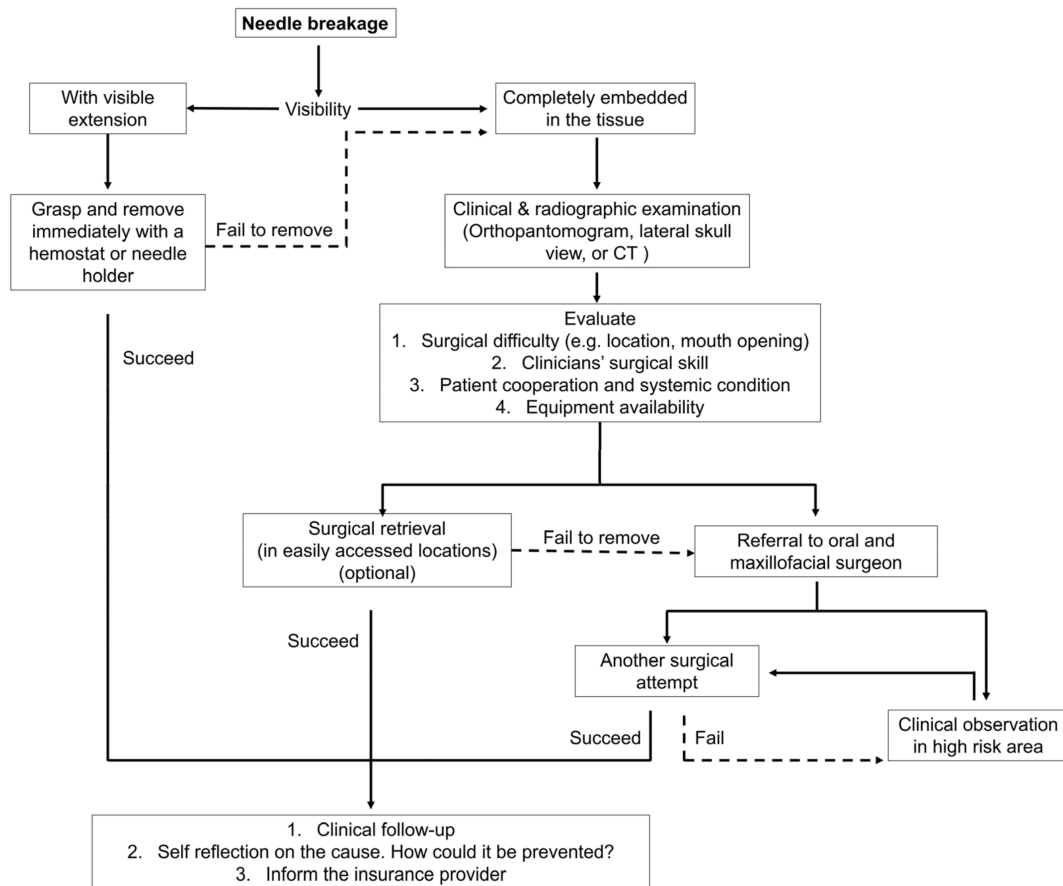 Needle breakage
With visible
extension
Visibility
Completely embedded
in the tissue
Grasp and remove
immediately with a
hemostat or needle
holder
Fail to remove
Clinical & radiographic examination
(Orthopantomogram, lateral skull
view, or CT )
Succeed
Evaluate
1. Surgical difficulty (e.g. location, mouth opening)
2. Clinicians’ surgical skill
3. Patient cooperation and systemic condition
4. Equipment availability
Surgical retrieval
(in easily accessed locations)
(optional)
Fail to remove
Referral to oral and
maxillofacial surgeon
Succeed
Another surgical
attempt
Succeed
Fail
Clinical observation
in high risk area
1. Clinical follow-up
2. Self reflection on the cause. How could it be prevented?
3. Inform the insurance provider